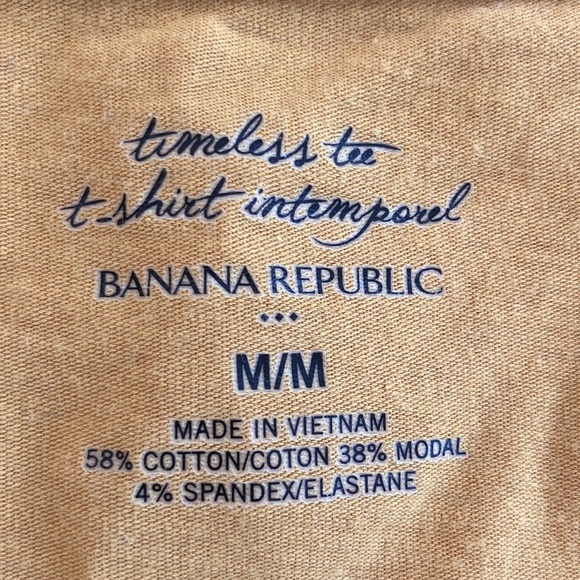 timeless tee
t-shirt intemporel
BANANA REPUBLIC
M/M
MADE IN VIETNAM
58% COTTON/COTON 38% MODAL
4% SPANDEX/ELASTANE